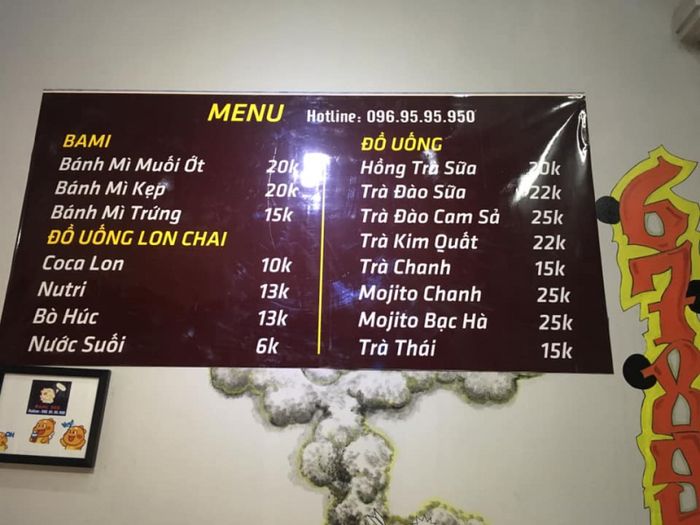 MENU Hotline: 096.95.95.950
BAMI
Bánh Mì Muối Ớt 20k
Bánh Mì Kẹp 20k
Bánh Mì Trứng 15k
ĐỒ UỐNG LON CHAI
Coca Lon 10k
Nutri 13k
Bò Húc 13k
Nước Suối 6k
ĐỒ UỐNG
Hồng Trà Sữa 20k
Trà Đào Sữa 22k
Trà Đào Cam Sả 25k
Trà Kim Quất 22k
Trà Chanh 15k
Mojito Chanh 25k
Mojito Bạc Hà 25k
Trà Thái 15k